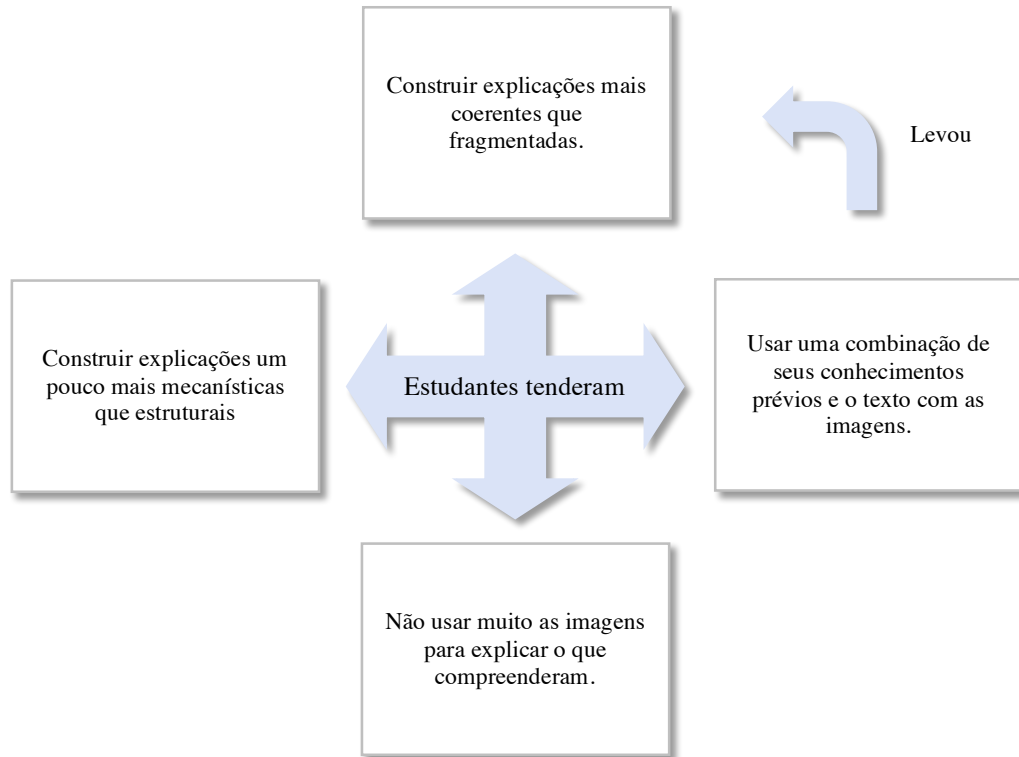 Construir explicações mais
coerentes que
fragmentadas.
Levou
Construir explicações um
pouco mais mecanísticas
que estruturais
Estudantes tenderam
Usar uma combinação de
seus conhecimentos
prévios e o texto com as
imagens.
Não usar muito as imagens
para explicar o que
compreenderam.